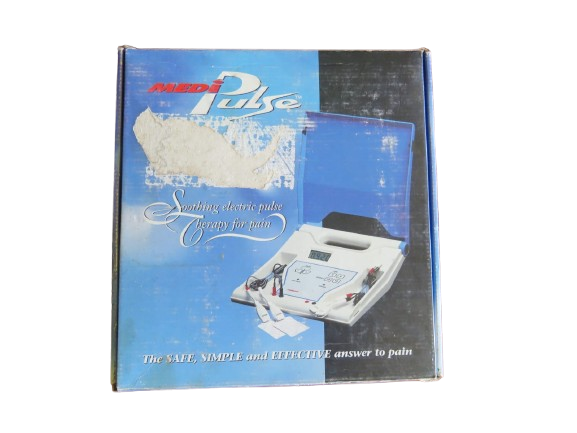 MEDi
Pulse
Soothing electric pulse
Therapy for pain
The SAFE, SIMPLE and EFFECTIVE answer to pain